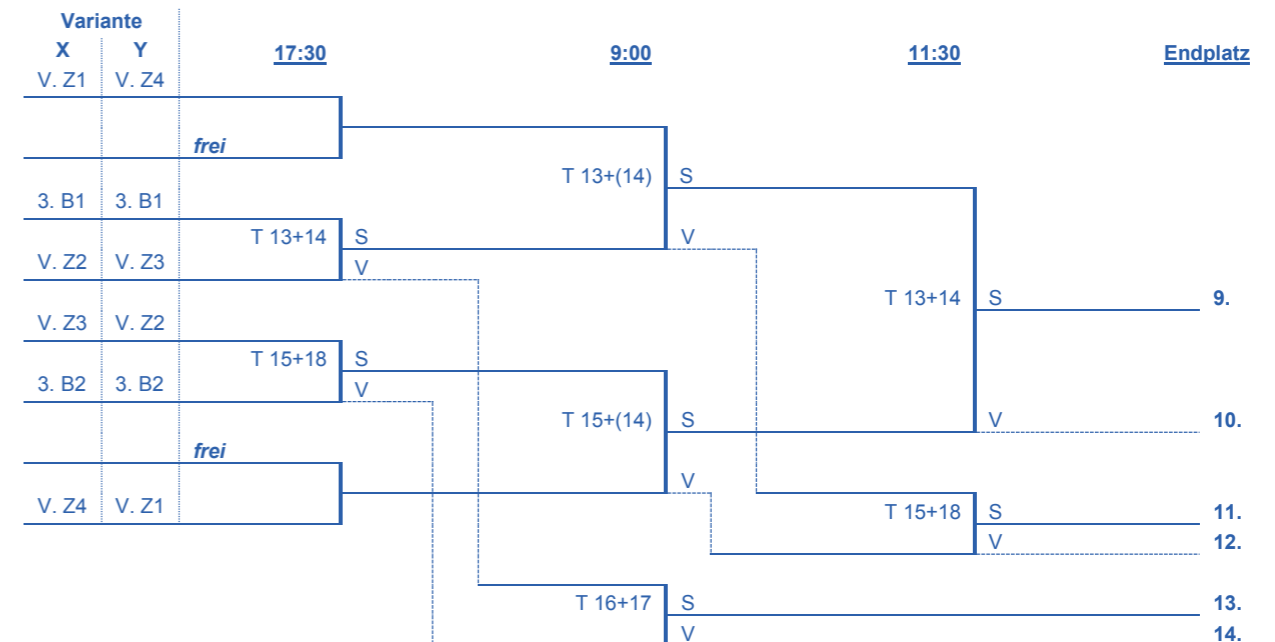 Variante
X Y 17:30 9:00 11:30 Endplatz
V. Z1 V. Z4
frei
T 13+(14) S
3. B1 3. B1
T 13+14 S V
V. Z2 V. Z3 V
T 13+14 S 9.
V. Z3 V. Z2
T 15+18 S
3. B2 3. B2 V
T 15+(14) S V 10.
frei
V
V. Z4 V. Z1 T 15+18 S 11.
V 12.
T 16+17 S 13.
V 14.